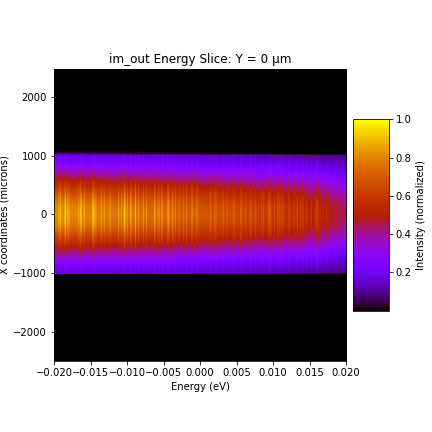 im_out Energy Slice: Y = 0 μm
2000
1000
0
−1000
−2000
X coordinates (microns)
−0.020−0.015−0.010−0.005 0.000 0.005 0.010 0.015 0.020
Energy (eV)
1.0
0.8
0.6
0.4
0.2
Intensity (normalized)